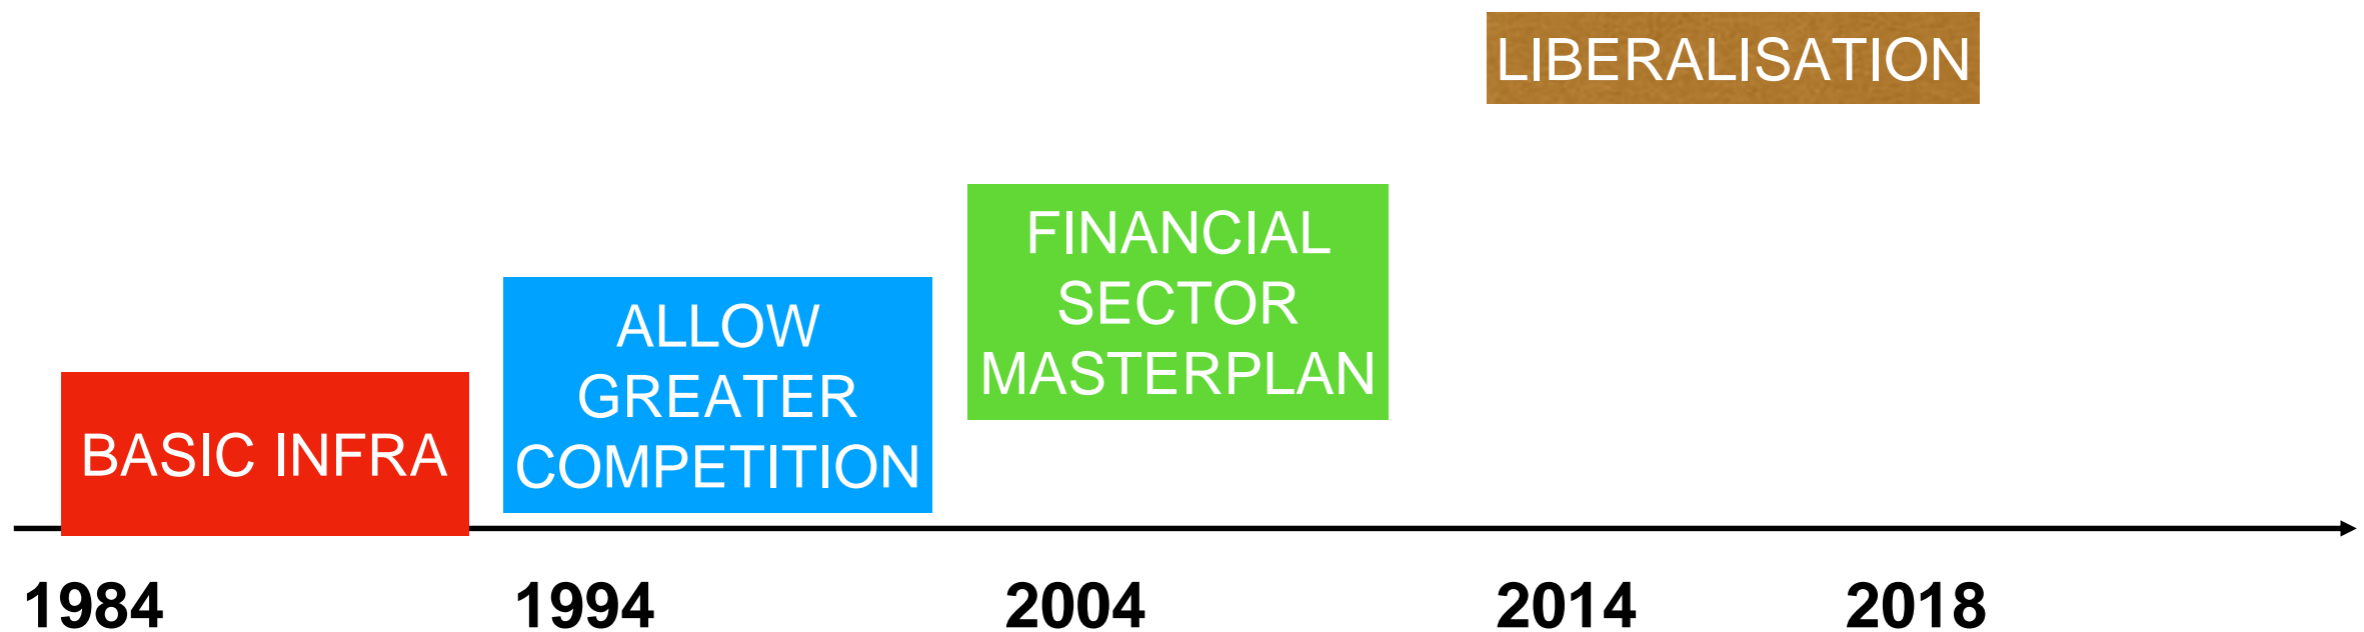 LIBERALISATION
FINANCIAL
SECTOR
MASTERPLAN
ALLOW
GREATER
COMPETITION
BASIC INFRA
1984 1994 2004 2014 2018